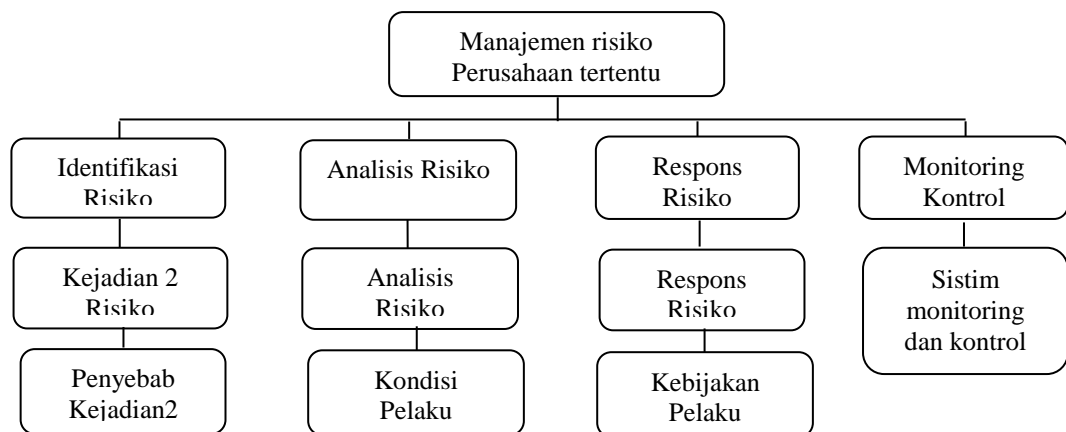 Manajemen risiko
Perusahaan tertentu
Identifikasi
Risiko
Analisis Risiko
Respons
Risiko
Monitoring
Kontrol
Kejadian 2
Risiko
Analisis
Risiko
Respons
Risiko
Sistim
monitoring
dan kontrol
Penyebab
Kejadian2
Kondisi
Pelaku
Kebijakan
Pelaku